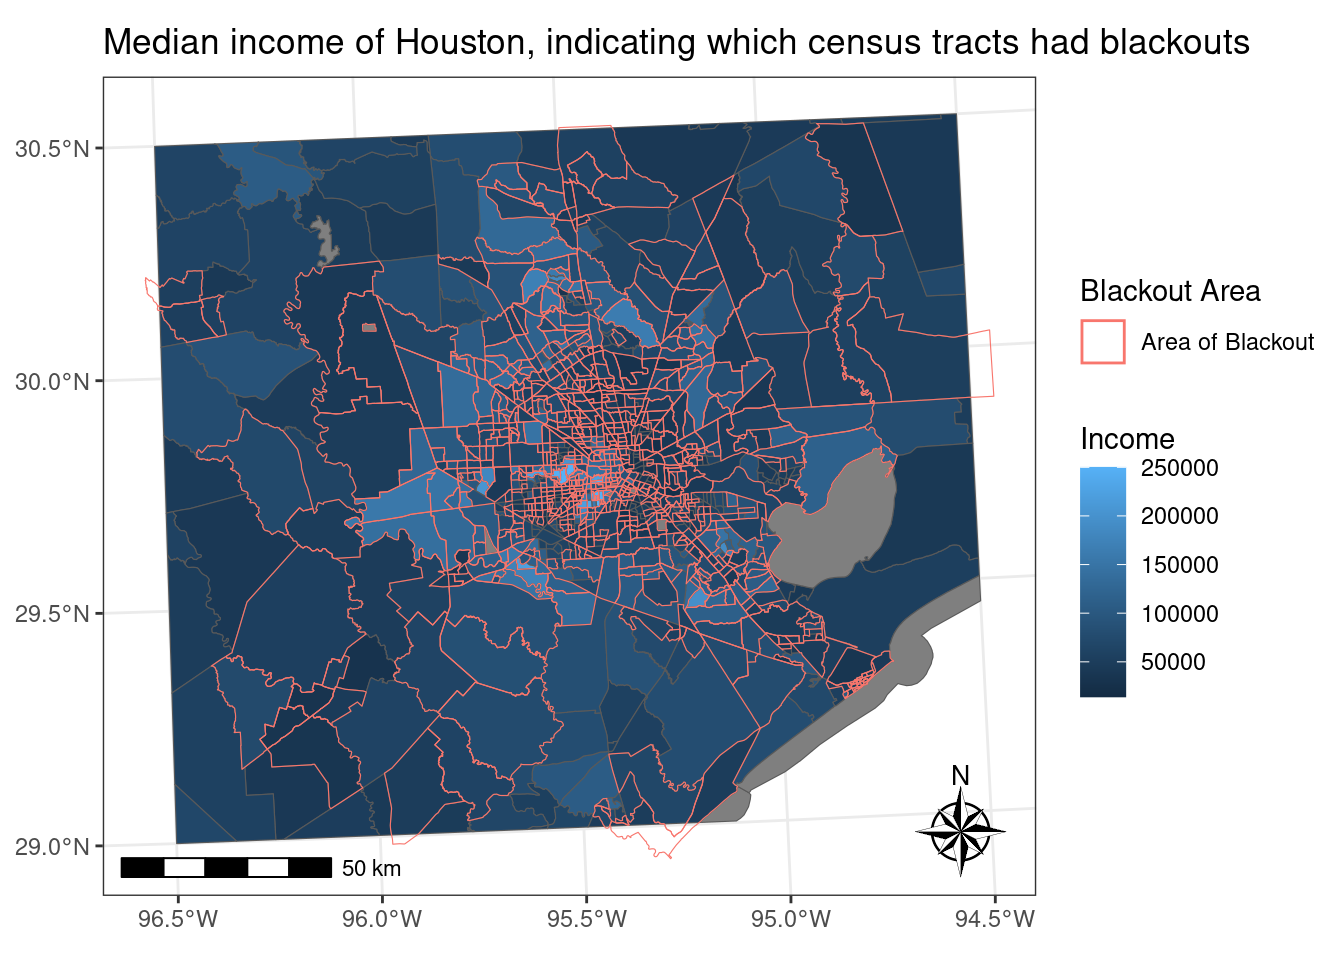 Median income of Houston, indicating which census tracts had blackouts
30.5°N
30.0°N
29.5°N
29.0°N
96.5°W
96.0°W
95.5°W
95.0°W
94.5°W
50 km
N
Blackout Area
Area of Blackout
Income
250000
200000
150000
100000
50000